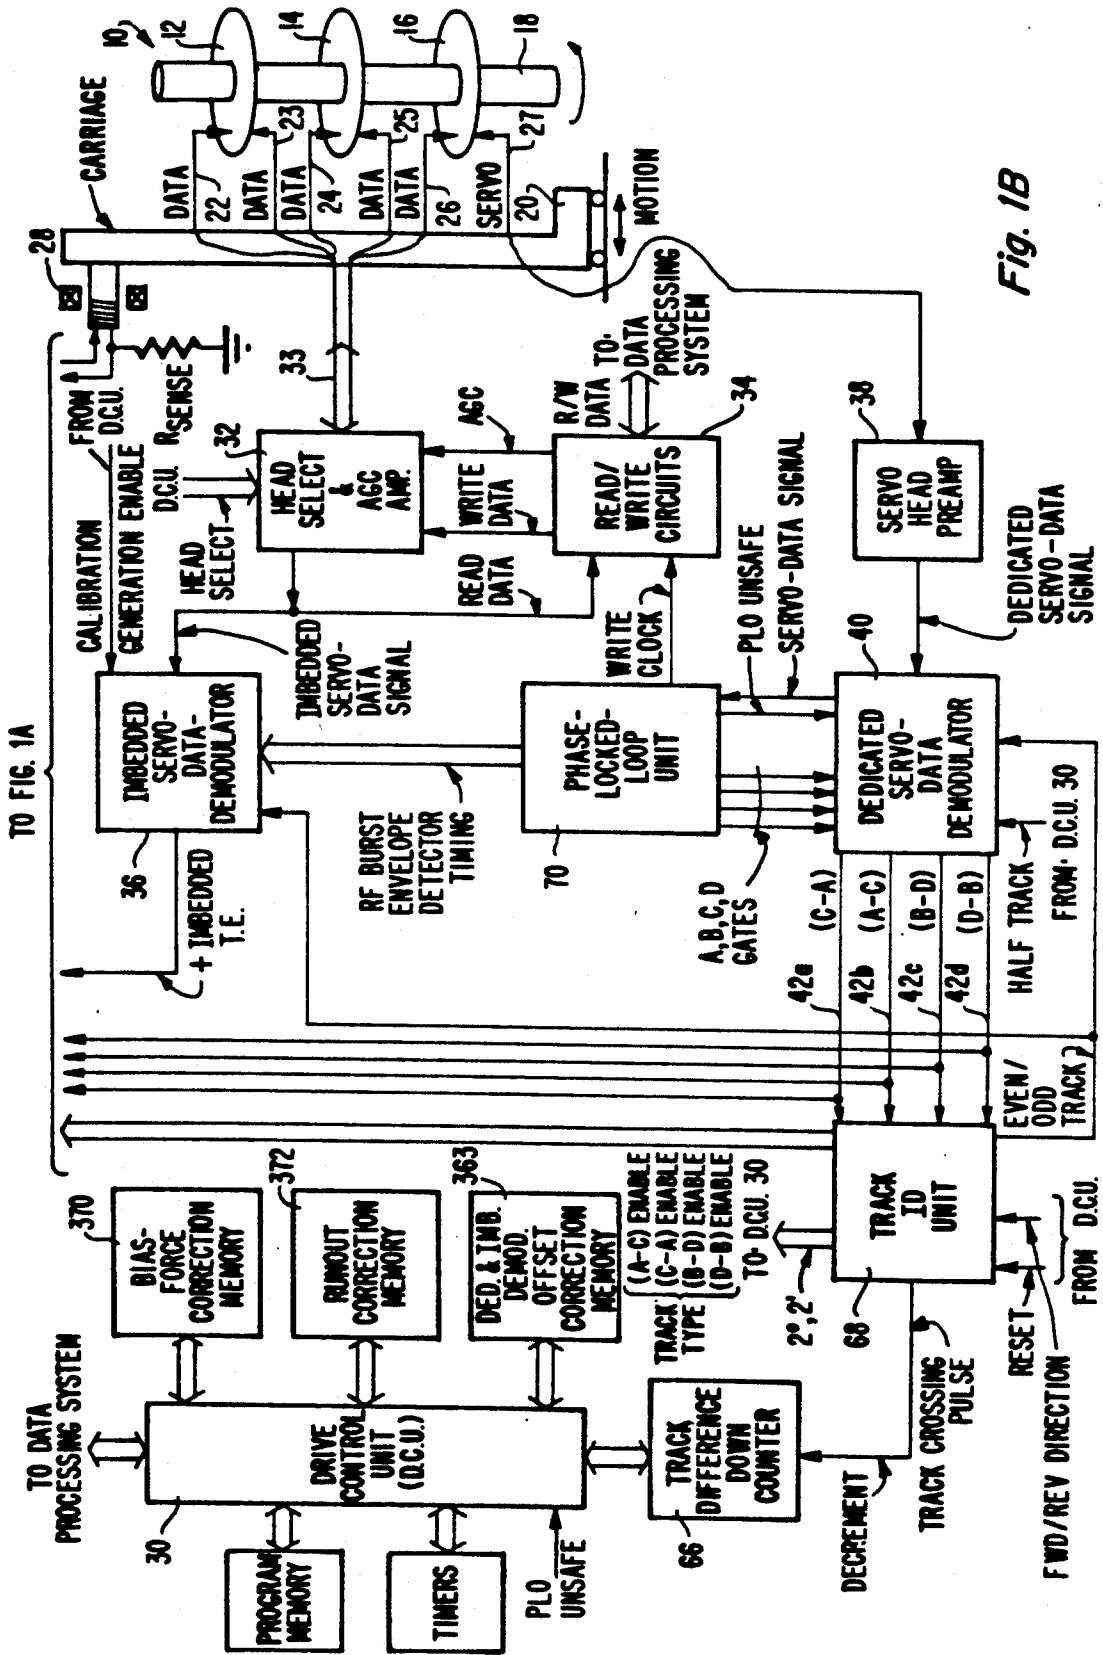 TO FIG. 1A
TO DATA
PROCESSING SYSTEM
370
BIAS-
FORCE
CORRECTION
MEMORY
372
RUNOUT
CORRECTION
MEMORY
363
DED. & IMB.
DEMOD.
OFFSET
CORRECTION
MEMORY
30
DRIVE
CONTROL
UNIT
(D.C.U.)
PROGRAM
MEMORY
TIMERS
PLO
UNSAFE
66
TRACK
DIFFERENCE
DOWN
COUNTER
DECREMENT
TRACK CROSSING
PULSE
TRACK
TYPE
(A-C) ENABLE
(C-A) ENABLE
(B-D) ENABLE
(D-B) ENABLE
TO D.C.U. 30
2°,2'
68
TRACK
ID
UNIT
RESET
FWD/REV DIRECTION
FROM D.C.U.
EVEN/
ODD
TRACK
42a
42b
42c
42d
(C-A)
(A-C)
(B-D)
(D-B)
HALF TRACK
FROM D.C.U. 30
+ IMBEDDED
T.E.
36
IMBEDDED
SERVO-
DATA-
DEMODULATOR
CALIBRATION
GENERATION ENABLE
FROM
D.C.U.
RSENSE
28
CARRIAGE
HEAD
SELECT
D.C.U.
32
HEAD
SELECT
&
AGC
AMP.
33
IMBEDDED
SERVO-
DATA
SIGNAL
READ
DATA
WRITE
DATA
AGC
RF BURST
ENVELOPE
DETECTOR
TIMING
70
PHASE-
LOCKED-
LOOP
UNIT
WRITE
CLOCK
READ/
WRITE
CIRCUITS
34
R/W
DATA
TO
DATA
PROCESSING
SYSTEM
A,B,C,D
GATES
PLO UNSAFE
SERVO-DATA SIGNAL
40
DEDICATED
SERVO-
DATA
DEMODULATOR
DEDICATED
SERVO-DATA
SIGNAL
38
SERVO
HEAD
PREAMP
10
12
14
16
18
DATA
22
DATA
23
DATA
24
DATA
25
DATA
26
SERVO
27
20
MOTION
Fig. 1B